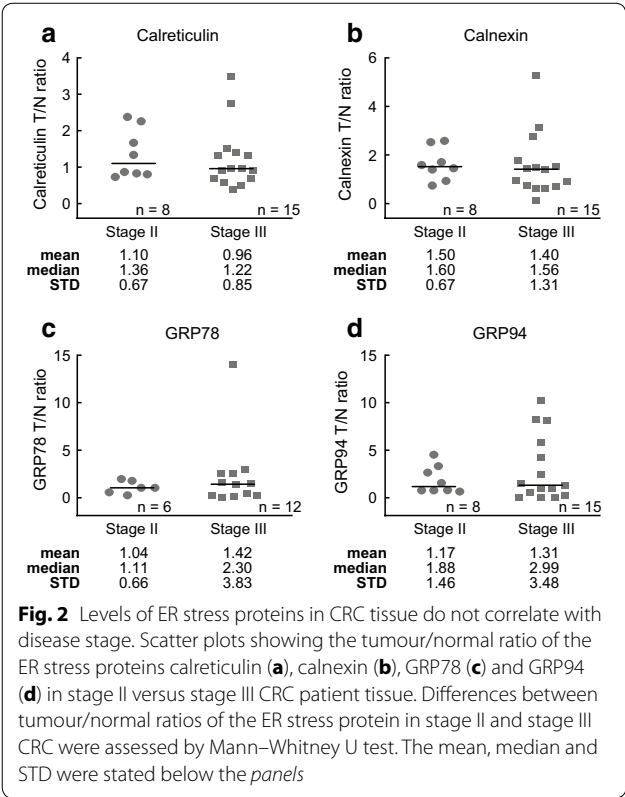 a
Calreticulin
Calreticulin T/N ratio
4
3
2
1
0
n = 8
n = 15
Stage II Stage III
mean 1.10 0.96
median 1.36 1.22
STD 0.67 0.85
b
Calnexin
Calnexin T/N ratio
6
4
2
0
n = 8
n = 15
Stage II Stage III
mean 1.50 1.40
median 1.60 1.56
STD 0.67 1.31
c
GRP78
GRP78 T/N ratio
15
10
5
0
n = 6
n = 12
Stage II Stage III
mean 1.04 1.42
median 1.11 2.30
STD 0.66 3.83
d
GRP94
GRP94 T/N ratio
15
10
5
0
n = 8
n = 15
Stage II Stage III
mean 1.17 1.31
median 1.88 2.99
STD 1.46 3.48
Fig. 2 Levels of ER stress proteins in CRC tissue do not correlate with
disease stage. Scatter plots showing the tumour/normal ratio of the
ER stress proteins calreticulin (a), calnexin (b), GRP78 (c) and GRP94
(d) in stage II versus stage III CRC patient tissue. Differences between
tumour/normal ratios of the ER stress protein in stage II and stage III
CRC were assessed by Mann–Whitney U test. The mean, median and
STD were stated below the panels